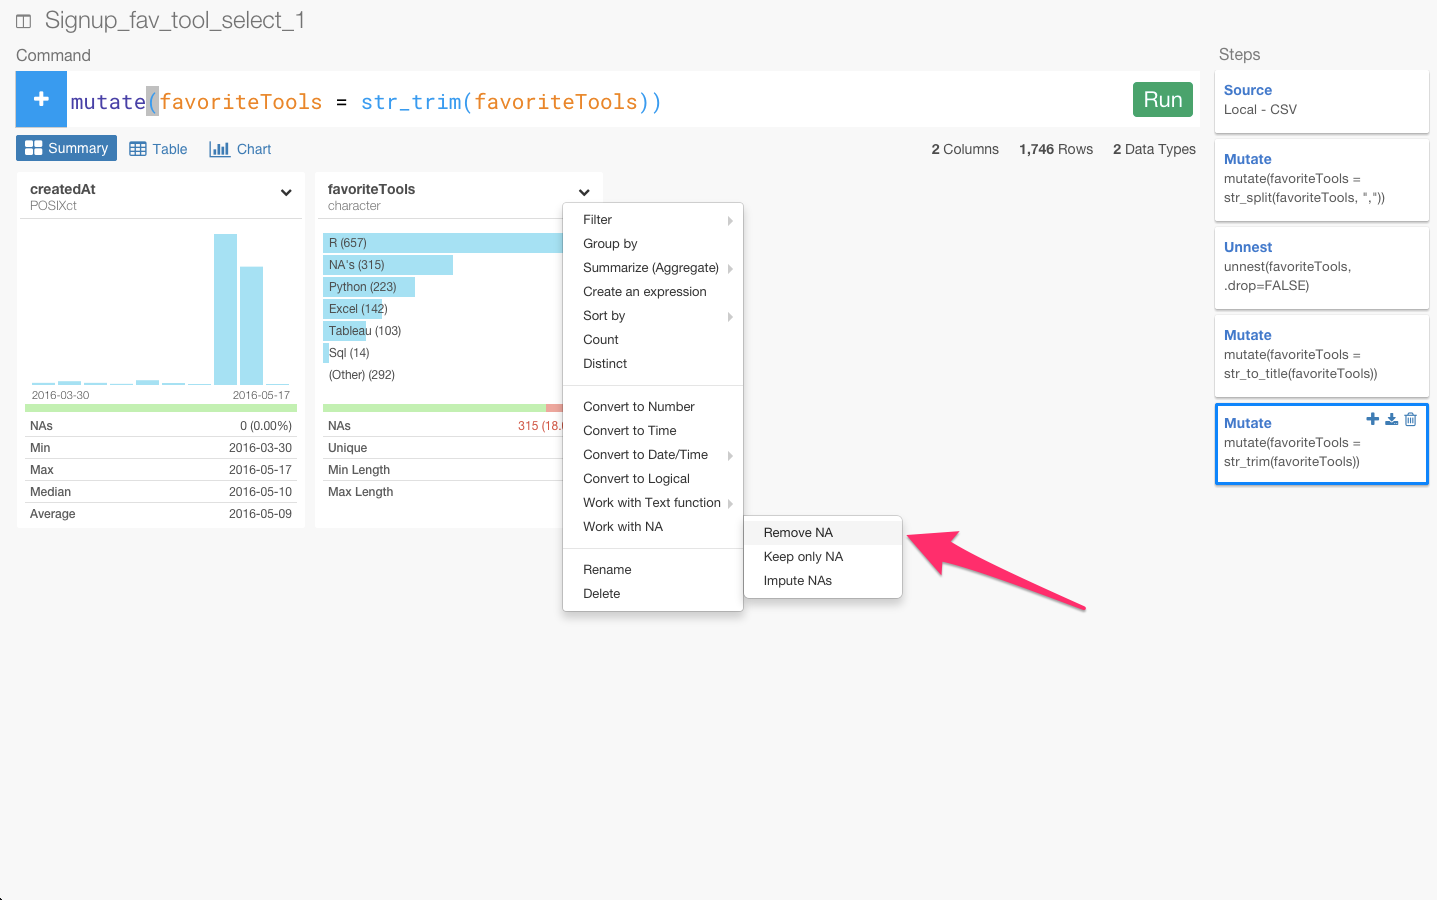 Signup_fav_tool_select_1
Command
mutate(favoriteTools = str_trim(favoriteTools))
Run
Summary
Table
Chart
2 Columns
1,746 Rows
2 Data Types
createdAt
POSIXct
2016-03-30
2016-05-17
NAs
0 (0.00%)
Min
2016-03-30
Max
2016-05-17
Median
2016-05-10
Average
2016-05-09
favoriteTools
character
R (657)
NA's (315)
Python (223)
Excel (142)
Tableau (103)
Sql (14)
(Other) (292)
NAs
315 (18.
Unique
Min Length
Max Length
Filter
Group by
Summarize (Aggregate)
Create an expression
Sort by
Count
Distinct
Convert to Number
Convert to Time
Convert to Date/Time
Convert to Logical
Work with Text function
Work with NA
Rename
Delete
Remove NA
Keep only NA
Impute NAs
Steps
Source
Local - CSV
Mutate
mutate(favoriteTools =
str_split(favoriteTools, ","))
Unnest
unnest(favoriteTools,
.drop=FALSE)
Mutate
mutate(favoriteTools =
str_to_title(favoriteTools))
Mutate
mutate(favoriteTools =
str_trim(favoriteTools))